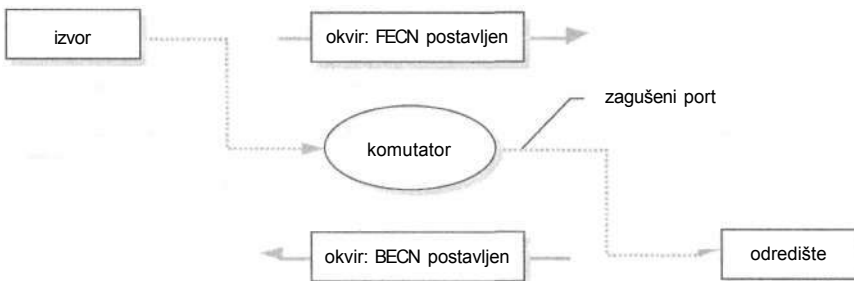 izvor
okvir: FECN postavljen
zagušeni port
komutator
okvir: BECN postavljen
odredište